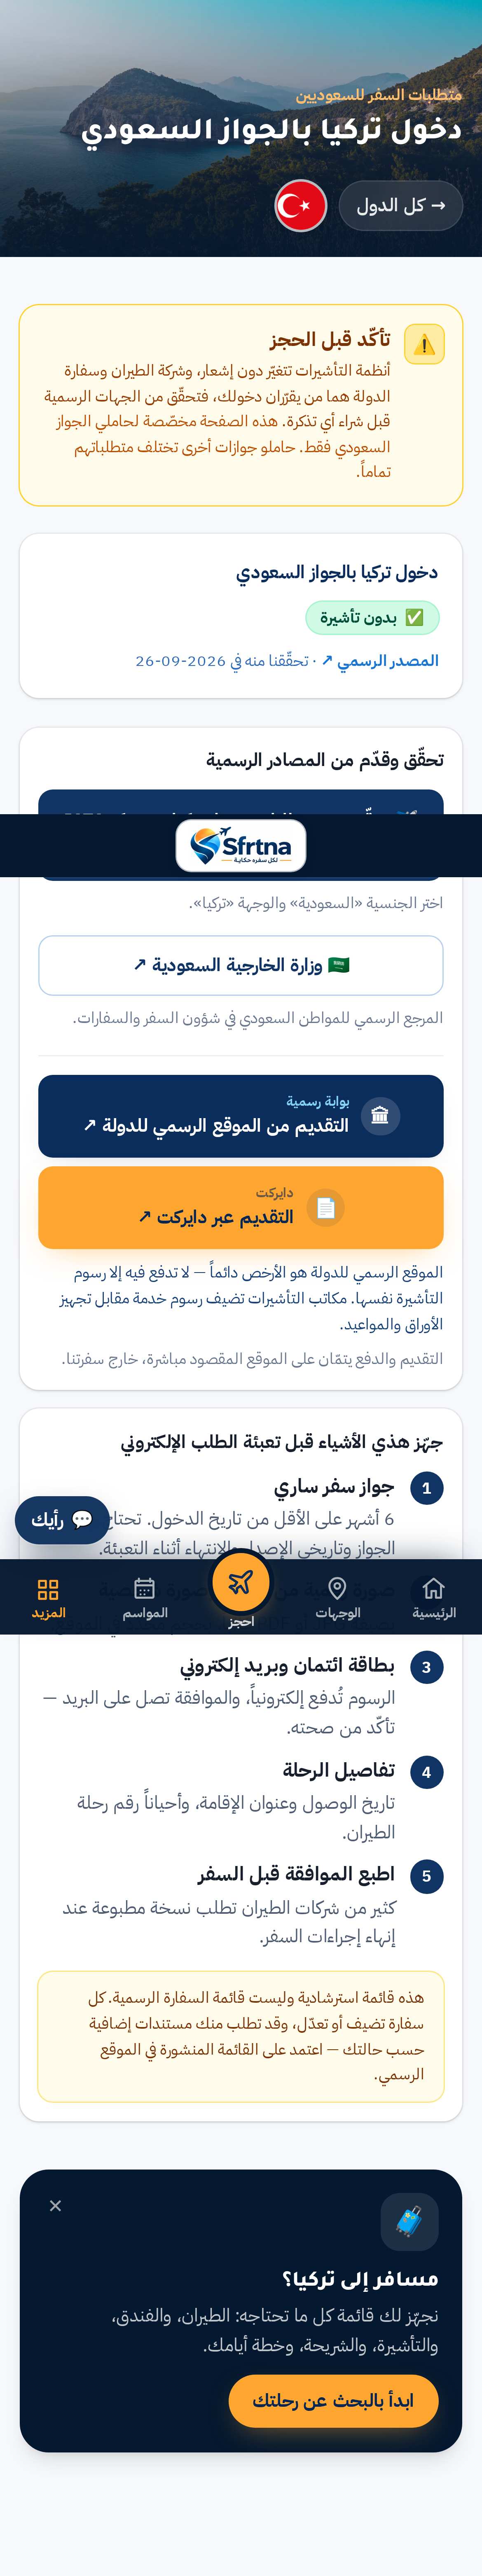 متطلبات السفر للسعوديين
دخول تركيا بالجواز السعودي
→ كل الدول
تأكّد قبل الحجز
أنظمة التأشيرات تتغيّر دون إشعار، وشركة الطيران وسفارة
الدولة هما من يقرّران دخولك، فتحقّق من الجهات الرسمية
قبل شراء أي تذكرة. هذه الصفحة مخصّصة لحاملي الجواز
السعودي فقط. حاملو جوازات أخرى تختلف متطلباتهم
تماماً.
دخول تركيا بالجواز السعودي
✅ بدون تأشيرة
المصدر الرسمي ↗ · تحقّقنا منه في 2026-09-26
تحقّق وقدّم من المصادر الرسمية
Sfrtna
لكل سفره حكاية
اختر الجنسية «السعودية» والوجهة «تركيا».
🇸🇦 وزارة الخارجية السعودية ↗
المرجع الرسمي للمواطن السعودي في شؤون السفر والسفارات.
بوابة رسمية
التقديم من الموقع الرسمي للدولة ↗
دايركت
التقديم عبر دايركت ↗
الموقع الرسمي للدولة هو الأرخص دائماً — لا تدفع فيه إلا رسوم
التأشيرة نفسها. مكاتب التأشيرات تضيف رسوم خدمة مقابل تجهيز
الأوراق والمواعيد.
التقديم والدفع يتمّان على الموقع المقصود مباشرة، خارج سفرتنا.
جهّز هذي الأشياء قبل تعبئة الطلب الإلكتروني
1 جواز سفر ساري
6 أشهر على الأقل من تاريخ الدخول. تحتاج
الجواز وتاريخي الإصدار والانتهاء أثناء التعبئة.
💬 رأيك
الرئيسية
الوجهات
احجز
المواسم
المزيد
3 بطاقة ائتمان وبريد إلكتروني
الرسوم تُدفع إلكترونياً، والموافقة تصل على البريد —
تأكّد من صحته.
4 تفاصيل الرحلة
تاريخ الوصول وعنوان الإقامة، وأحياناً رقم رحلة
الطيران.
5 اطبع الموافقة قبل السفر
كثير من شركات الطيران تطلب نسخة مطبوعة عند
إنهاء إجراءات السفر.
هذه قائمة استرشادية وليست قائمة السفارة الرسمية. كل
سفارة تضيف أو تعدّل، وقد تطلب منك مستندات إضافية
حسب حالتك — اعتمد على القائمة المنشورة في الموقع
الرسمي.
×
مسافر إلى تركيا؟
نجهّز لك قائمة كل ما تحتاجه: الطيران، والفندق،
والتأشيرة، والشريحة، وخطة أيامك.
ابدأ بالبحث عن رحلتك